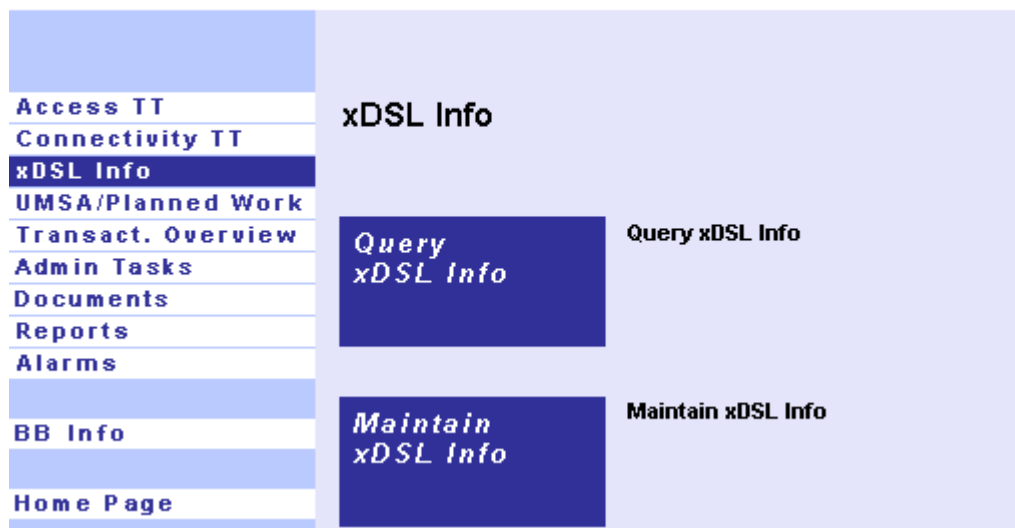 Access TT
Connectivity TT
xDSL Info
UMSA/Planned Work
Transact. Overview
Admin Tasks
Documents
Reports
Alarms
BB Info
Home Page
xDSL Info
Query
xDSL Info
Query xDSL Info
Maintain
xDSL Info
Maintain xDSL Info